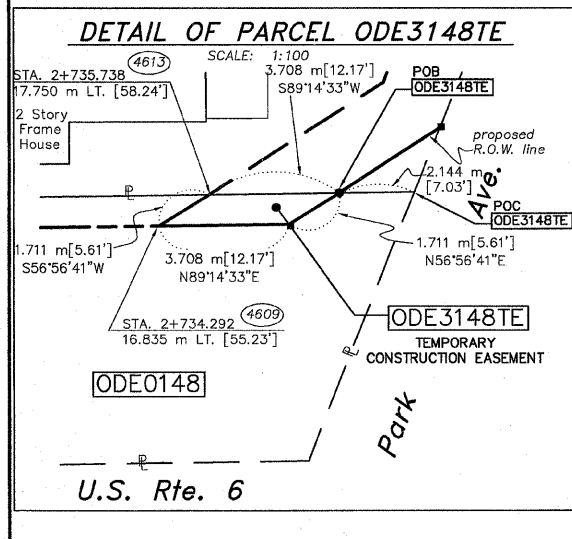 DETAIL OF PARCEL ODE3148TE
SCALE: 1:100
4613
STA. 2+735.738
17.750 m LT. [58.24']
3.708 m[12.17']
S89°14'33"W
POB
ODE3148TE
2 Story
Frame
House
proposed
R.O.W. line
2.144 m
[7.03']
Ave.
POC
ODE3148TE
PL
1.711 m[5.61']
S56°56'41"W
3.708 m[12.17']
N89°14'33"E
1.711 m[5.61']
N56°56'41"E
4609
STA. 2+734.292
16.835 m LT. [55.23']
ODE3148TE
TEMPORARY
CONSTRUCTION EASEMENT
PL
ODE0148
Park
PL
U.S. Rte. 6